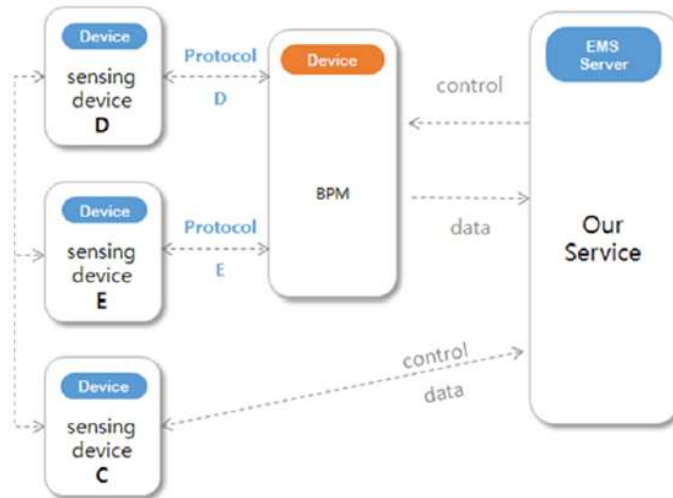 Device
sensing
device
D
Protocol
D
Device
BPM
control
data
EMS
Server
Our
Service
Device
sensing
device
E
Protocol
E
Device
sensing
device
C
control
data